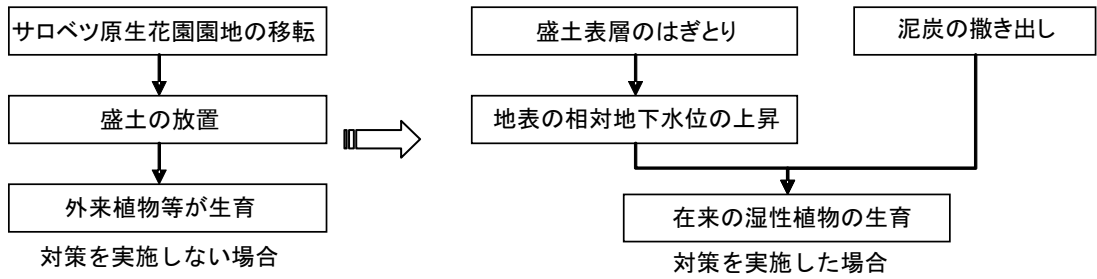 サロベツ原生花園園地の移転
盛土の放置
外来植物等が生育
対策を実施しない場合
盛土表層のはぎとり
泥炭の撒き出し
地表の相対地下水位の上昇
在来の湿性植物の生育
対策を実施した場合